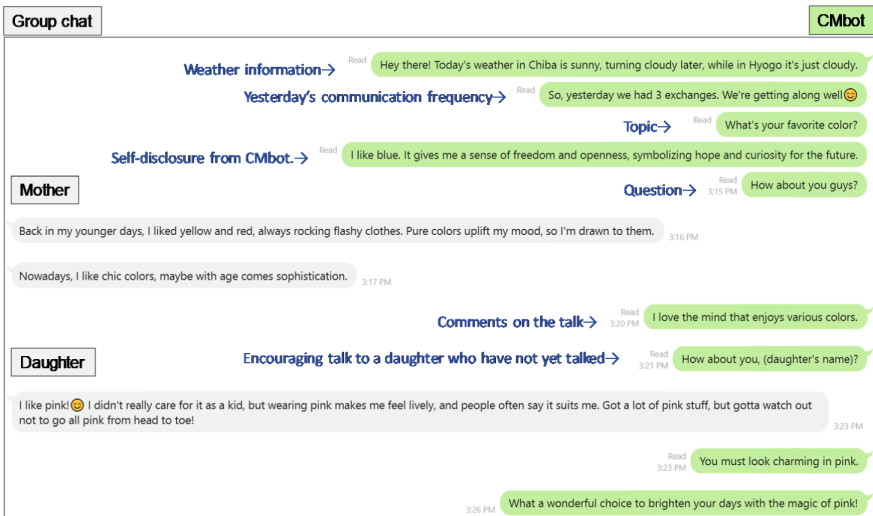 Group chat
CMbot
Weather information→
Read
Hey there! Today's weather in Chiba is sunny, turning cloudy later, while in Hyogo it's just cloudy.
Yesterday's communication frequency→
Read
So, yesterday we had 3 exchanges. We're getting along well😊
Topic→
Read
What's your favorite color?
Self-disclosure from CMbot.→
Read
I like blue. It gives me a sense of freedom and openness, symbolizing hope and curiosity for the future.
Mother
Question→
Read
3:15 PM
How about you guys?
Back in my younger days, I liked yellow and red, always rocking flashy clothes. Pure colors uplift my mood, so I'm drawn to them.
3:16 PM
Nowadays, I like chic colors, maybe with age comes sophistication.
3:17 PM
Comments on the talk→
Read
3:20 PM
I love the mind that enjoys various colors.
Daughter
Encouraging talk to a daughter who have not yet talked→
Read
3:21 PM
How about you, (daughter's name)?
I like pink!😊 I didn't really care for it as a kid, but wearing pink makes me feel lively, and people often say it suits me. Got a lot of pink stuff, but gotta watch out
not to go all pink from head to toe!
3:23 PM
Read
3:23 PM
You must look charming in pink.
3:26 PM
What a wonderful choice to brighten your days with the magic of pink!